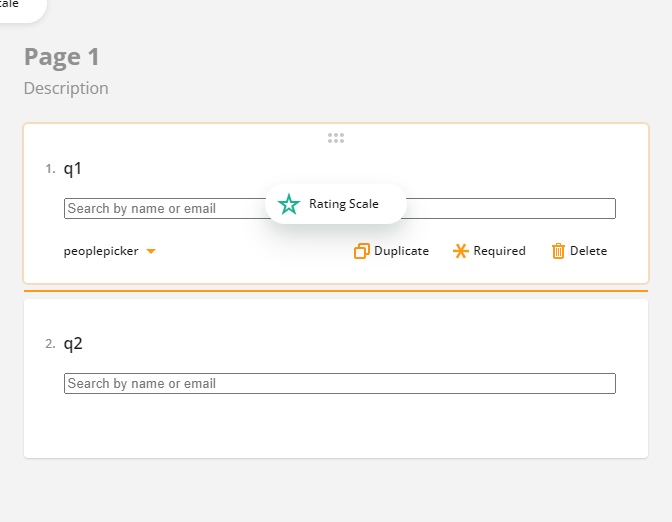 Page 1
Description
1. q1
Search by name or email
Rating Scale
peoplepicker
Duplicate
Required
Delete
2. q2
Search by name or email